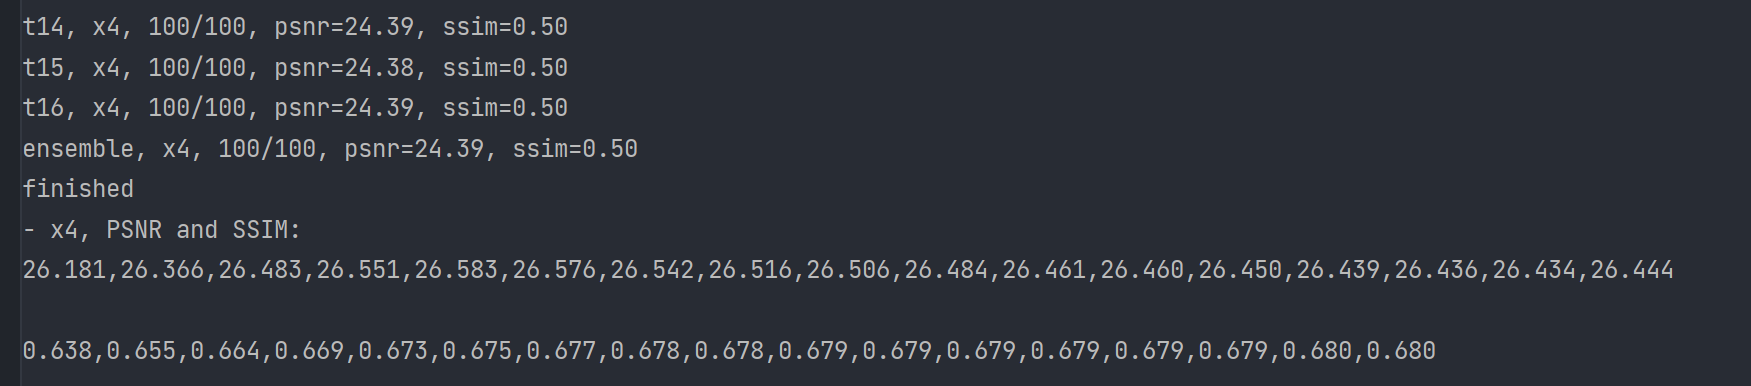 t14, x4, 100/100, psnr=24.39, ssim=0.50
t15, x4, 100/100, psnr=24.38, ssim=0.50
t16, x4, 100/100, psnr=24.39, ssim=0.50
ensemble, x4, 100/100, psnr=24.39, ssim=0.50
finished
- x4, PSNR and SSIM:
26.181,26.366,26.483,26.551,26.583,26.576,26.542,26.516,26.506,26.484,26.461,26.460,26.450,26.439,26.436,26.434,26.444
0.638,0.655,0.664,0.669,0.673,0.675,0.677,0.678,0.678,0.679,0.679,0.679,0.679,0.679,0.679,0.680,0.680